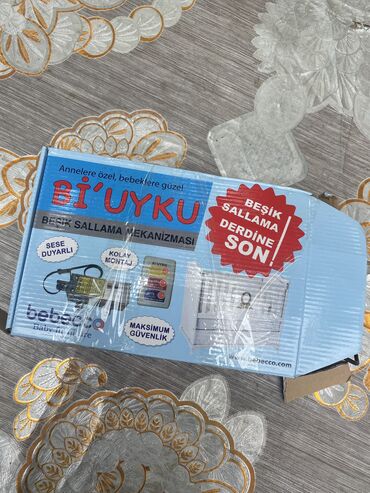 Annelere özel, bebeklere güzel
Bi'UYKU
BEŞİK SALLAMA MEKANİZMASI
BEŞİK
SALLAMA
DERDİNE
SON
SESE
DUYARLI
KOLAY
MONTAJ
bebecco
MAKSİMUM
GÜVENLİK
www.bebecco.com